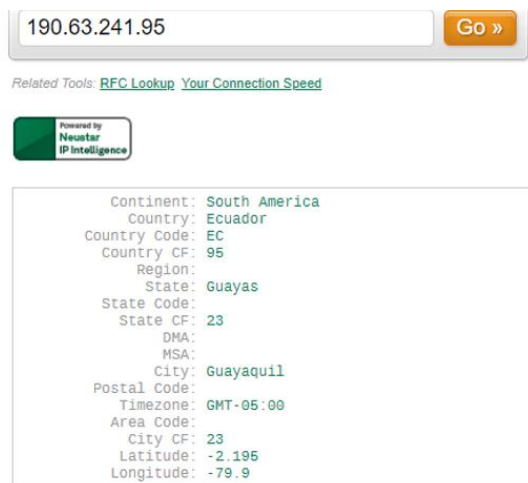 190.63.241.95 Go »
Related Tools: RFC Lookup Your Connection Speed
Powered by
Neustar
IP Intelligence
Continent: South America
Country: Ecuador
Country Code: EC
Country CF: 95
Region:
State: Guayas
State Code:
State CF: 23
DMA:
MSA:
City: Guayaquil
Postal Code:
Timezone: GMT-05:00
Area Code:
City CF: 23
Latitude: -2.195
Longitude: -79.9